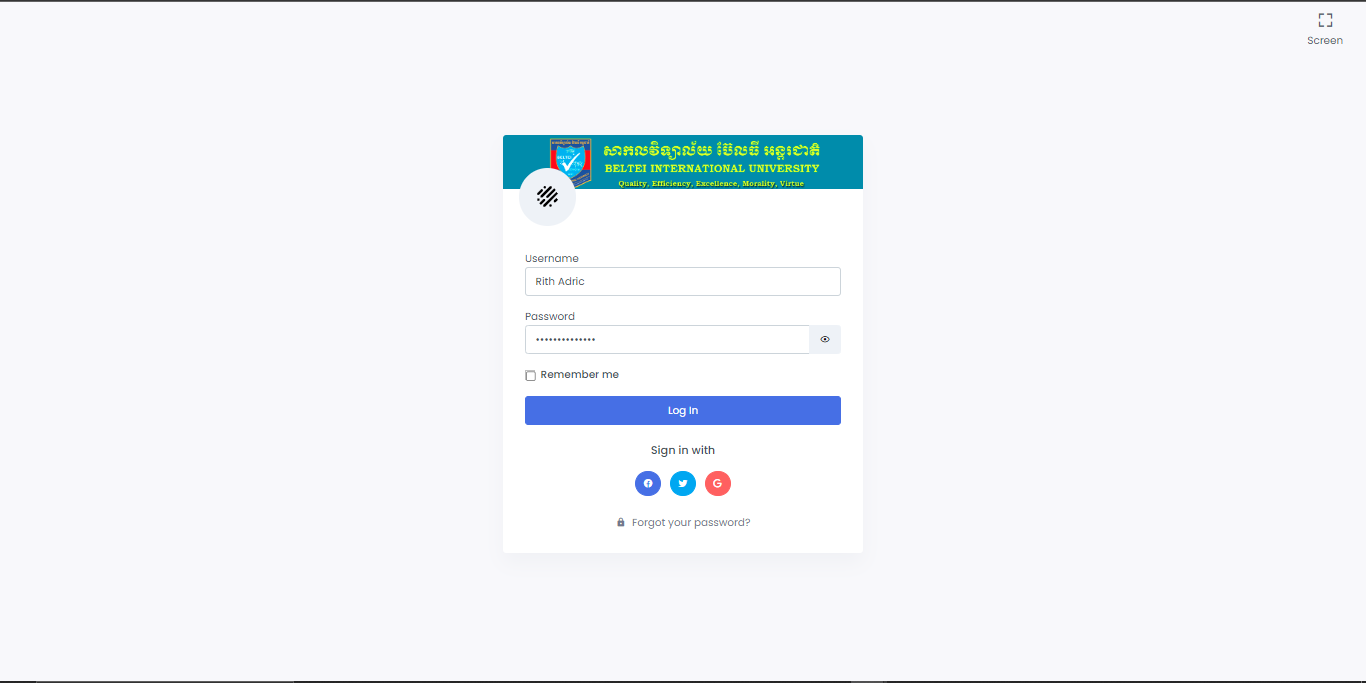 Screen
សាកលវិទ្យាល័យ ប៊ែលធី អន្តរជាតិ
BELTEI INTERNATIONAL UNIVERSITY
Quality, Efficiency, Excellence, Morality, Virtue
BELTEI
Username
Rith Adric
Password
••••••••••••••
Remember me
Log In
Sign in with
Forgot your password?